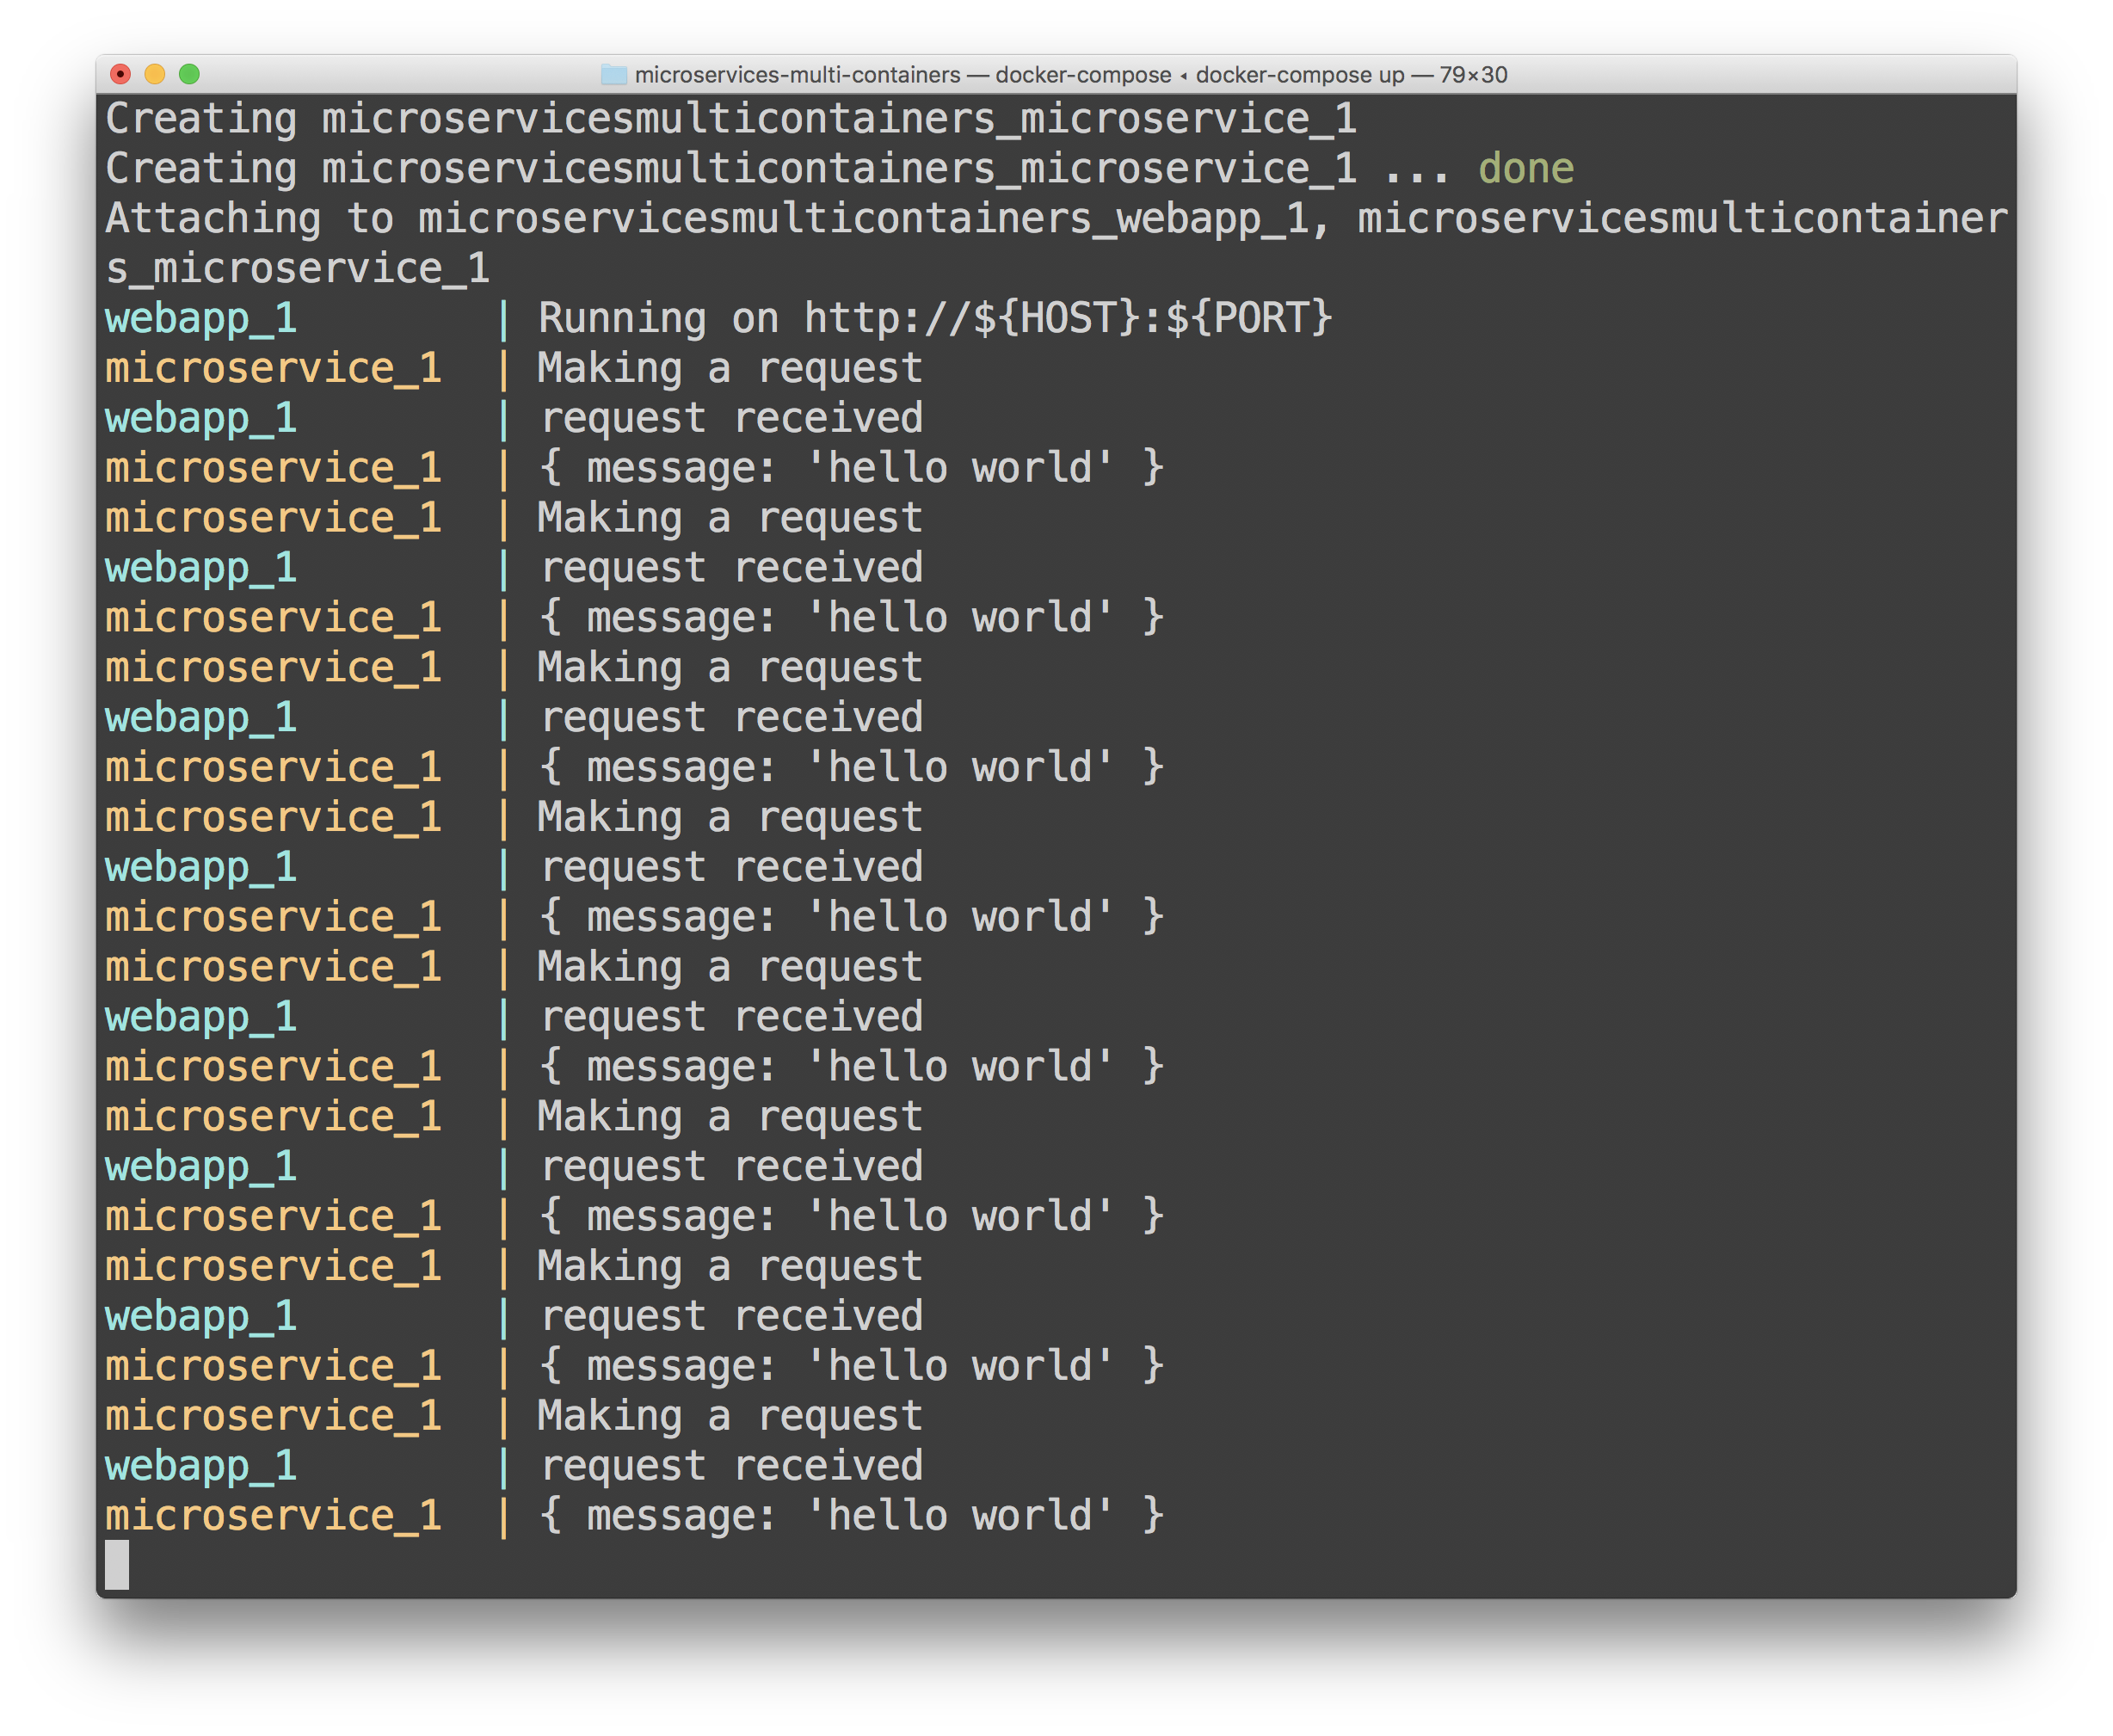 microservices-multi-containers — docker-compose ◂ docker-compose up — 79×30
Creating microservicesmulticontainers_microservice_1
Creating microservicesmulticontainers_microservice_1 ... done
Attaching to microservicesmulticontainers_webapp_1, microservicesmulticontainer
s_microservice_1
webapp_1        | Running on http://${HOST}:${PORT}
microservice_1  | Making a request
webapp_1        | request received
microservice_1  | { message: 'hello world' }
microservice_1  | Making a request
webapp_1        | request received
microservice_1  | { message: 'hello world' }
microservice_1  | Making a request
webapp_1        | request received
microservice_1  | { message: 'hello world' }
microservice_1  | Making a request
webapp_1        | request received
microservice_1  | { message: 'hello world' }
microservice_1  | Making a request
webapp_1        | request received
microservice_1  | { message: 'hello world' }
microservice_1  | Making a request
webapp_1        | request received
microservice_1  | { message: 'hello world' }
microservice_1  | Making a request
webapp_1        | request received
microservice_1  | { message: 'hello world' }
microservice_1  | Making a request
webapp_1        | request received
microservice_1  | { message: 'hello world' }